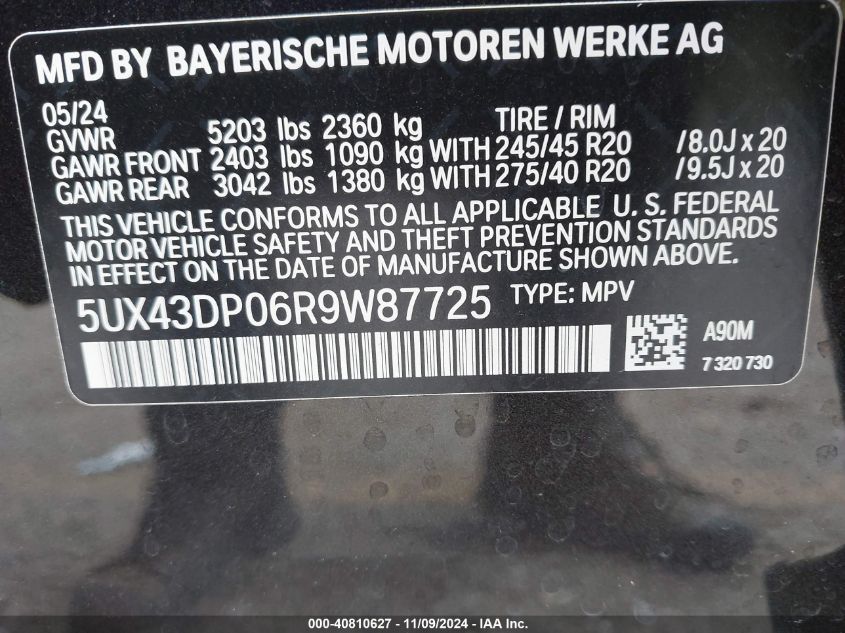 MFD BY BAYERISCHE MOTOREN WERKE AG
05/24 TIRE / RIM
GVWR 5203 lbs 2360 kg
GAWR FRONT 2403 lbs 1090 kg WITH 245/45 R20 /8.0J x 20
GAWR REAR 3042 lbs 1380 kg WITH 275/40 R20 /9.5J x 20
THIS VEHICLE CONFORMS TO ALL APPLICABLE U. S. FEDERAL
MOTOR VEHICLE SAFETY AND THEFT PREVENTION STANDARDS
IN EFFECT ON THE DATE OF MANUFACTURE SHOWN ABOVE.
5UX43DP06R9W87725 TYPE: MPV
A90M
7 320 730
000-40810627 - 11/09/2024 - IAA Inc.